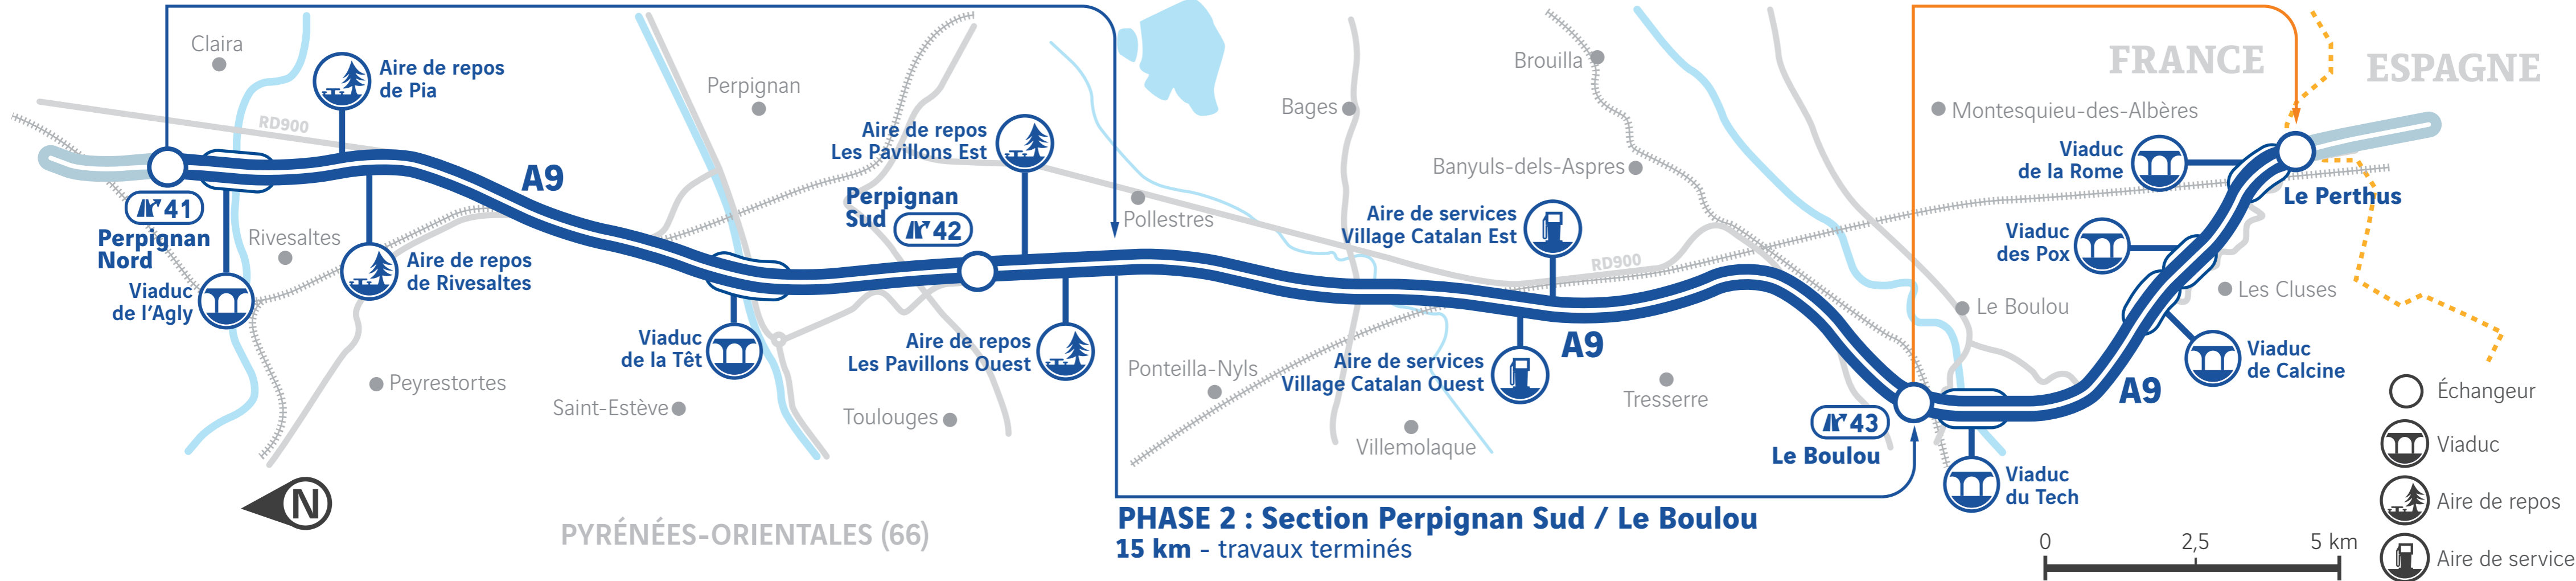 Claira
Aire de repos
de Pia
RD900
41
Perpignan
Nord
Rivesaltes
Viaduc
de l'Agly
Aire de repos
de Rivesaltes
Peyrestortes
N
A9
Perpignan
Aire de repos
Les Pavillons Est
Perpignan
Sud
42
Viaduc
de la Têt
Saint-Estève
Aire de repos
Les Pavillons Ouest
Toulouges
PYRÉNÉES-ORIENTALES (66)
Pollestres
Bages
Brouilla
Banyuls-dels-Aspres
Aire de services
Village Catalan Est
RD900
Ponteilla-Nyls
Aire de services
Village Catalan Ouest
A9
Villemolaque
Tresserre
43
Le Boulou
PHASE 2 : Section Perpignan Sud / Le Boulou
15 km - travaux terminés
FRANCE
ESPAGNE
Montesquieu-des-Albères
Viaduc
de la Rome
Le Perthus
Viaduc
des Pox
Les Cluses
Le Boulou
Viaduc
de Calcine
A9
Viaduc
du Tech
Échangeur
Viaduc
Aire de repos
Aire de service
0 2,5 5 km